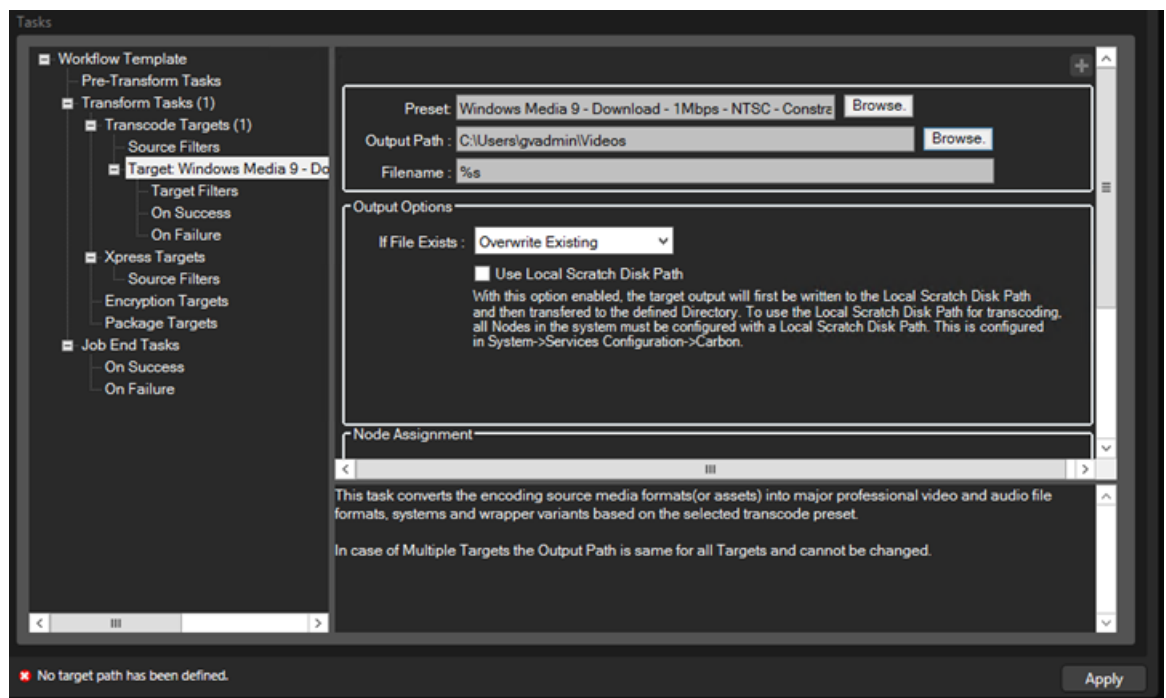 Tasks
Workflow Template
Pre-Transform Tasks
Transform Tasks (1)
Transcode Targets (1)
Source Filters
Target: Windows Media 9 - Do
Target Filters
On Success
On Failure
Xpress Targets
Source Filters
Encryption Targets
Package Targets
Job End Tasks
On Success
On Failure
Preset: Windows Media 9 - Download - 1Mbps - NTSC - Constra Browse.
Output Path : C:\Users\gvadmin\Videos Browse.
Filename : %s
Output Options
If File Exists : Overwrite Existing
Use Local Scratch Disk Path
With this option enabled, the target output will first be written to the Local Scratch Disk Path
and then transfered to the defined Directory. To use the Local Scratch Disk Path for transcoding,
all Nodes in the system must be configured with a Local Scratch Disk Path. This is configured
in System->Services Configuration->Carbon.
Node Assignment
This task converts the encoding source media formats(or assets) into major professional video and audio file
formats, systems and wrapper variants based on the selected transcode preset.
In case of Multiple Targets the Output Path is same for all Targets and cannot be changed.
No target path has been defined.
Apply